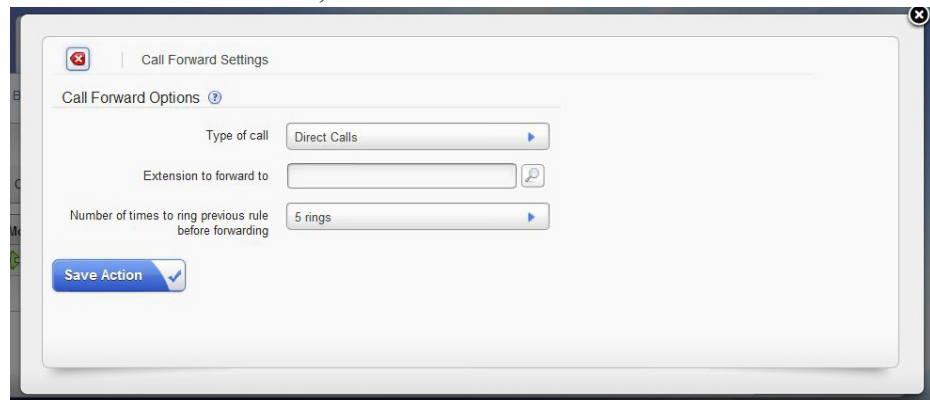 Call Forward Settings
Call Forward Options
Type of call
Direct Calls
Extension to forward to
Number of times to ring previous rule
before forwarding
5 rings
Save Action